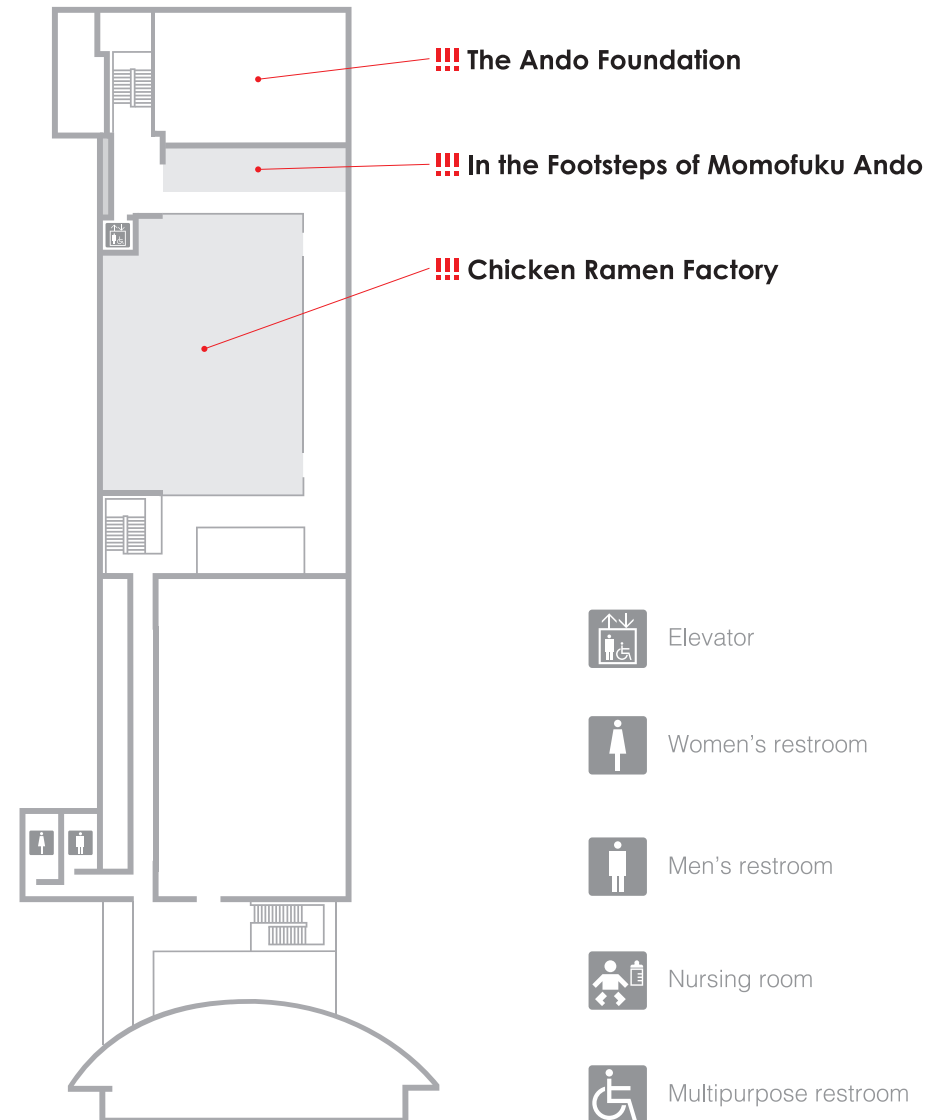 !!! The Ando Foundation
!!! In the Footsteps of Momofuku Ando
!!! Chicken Ramen Factory
Elevator
Women's restroom
Men's restroom
Nursing room
Multipurpose restroom